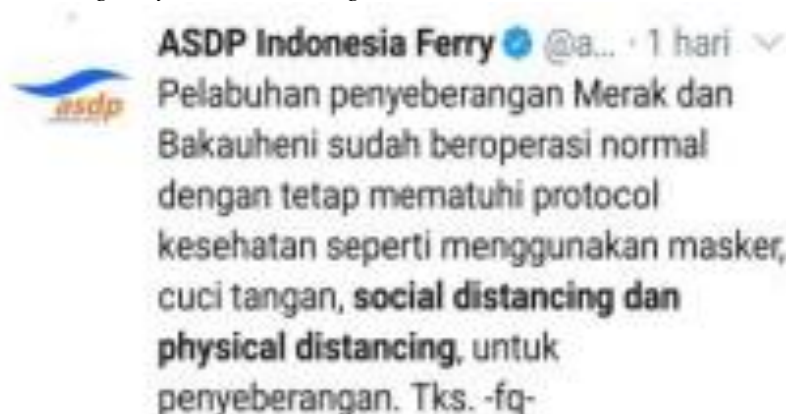 ASDP Indonesia Ferry @a... · 1 hari
asdp
Pelabuhan penyeberangan Merak dan
Bakauheni sudah beroperasi normal
dengan tetap mematuhi protocol
kesehatan seperti menggunakan masker,
cuci tangan, social distancing dan
physical distancing, untuk
penyeberangan. Tks. -fq-